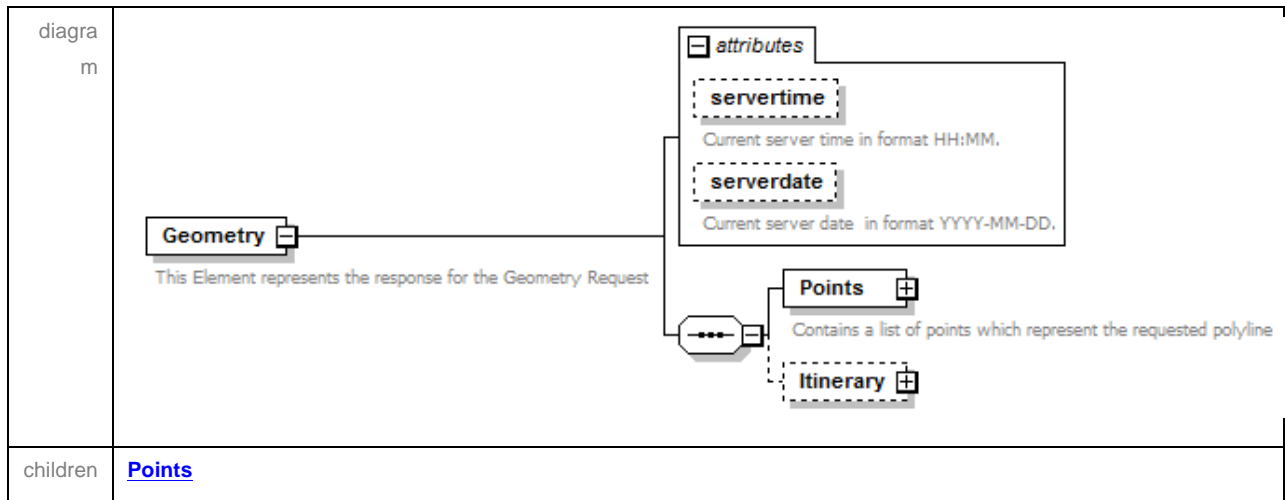 diagra
m
attributes
servertime
Current server time in format HH:MM.
serverdate
Current server date  in format YYYY-MM-DD.
Geometry
This Element represents the response for the Geometry Request
Points
Contains a list of points which represent the requested polyline
Itinerary
children
Points